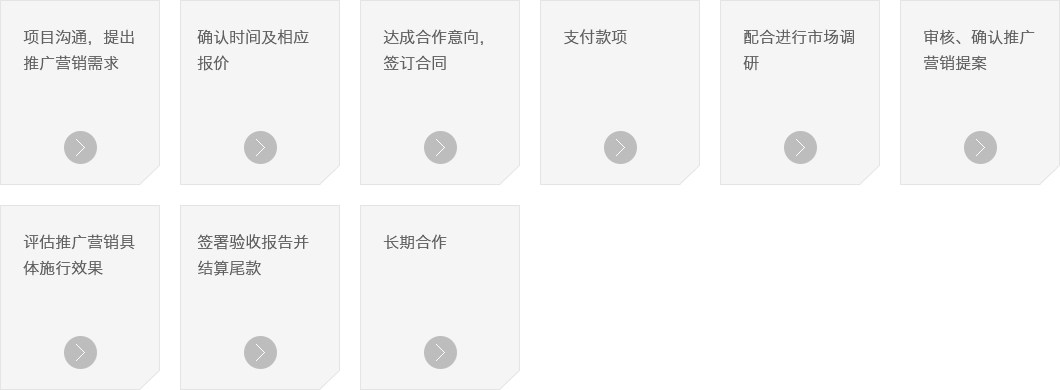 项目沟通，提出
推广营销需求
确认时间及相应
报价
达成合作意向，
签订合同
支付款项
配合进行市场调
研
审核、确认推广
营销提案
评估推广营销具
体施行效果
签署验收报告并
结算尾款
长期合作